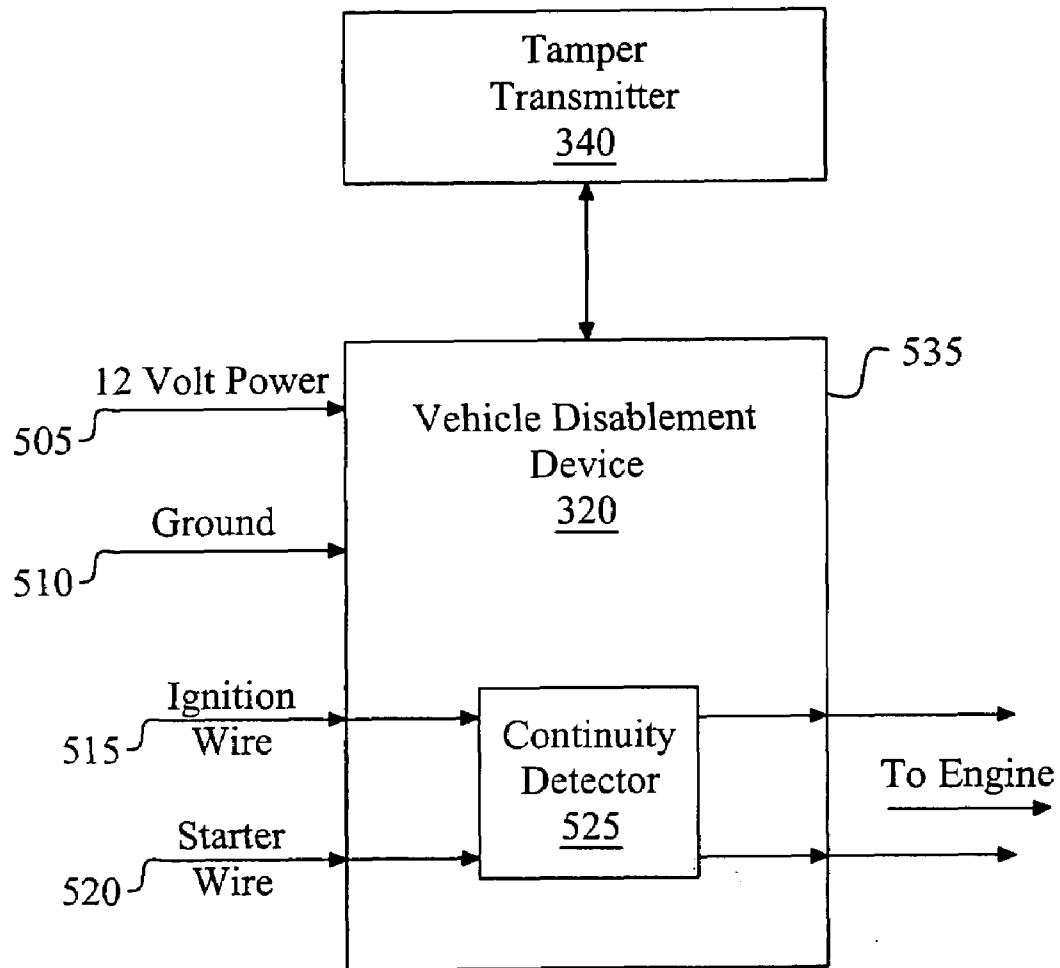 Tamper
Transmitter
340
535
12 Volt Power
505
Vehicle Disablement
Device
320
Ground
510
Ignition
Wire
515
Continuity
Detector
525
To Engine
Starter
Wire
520